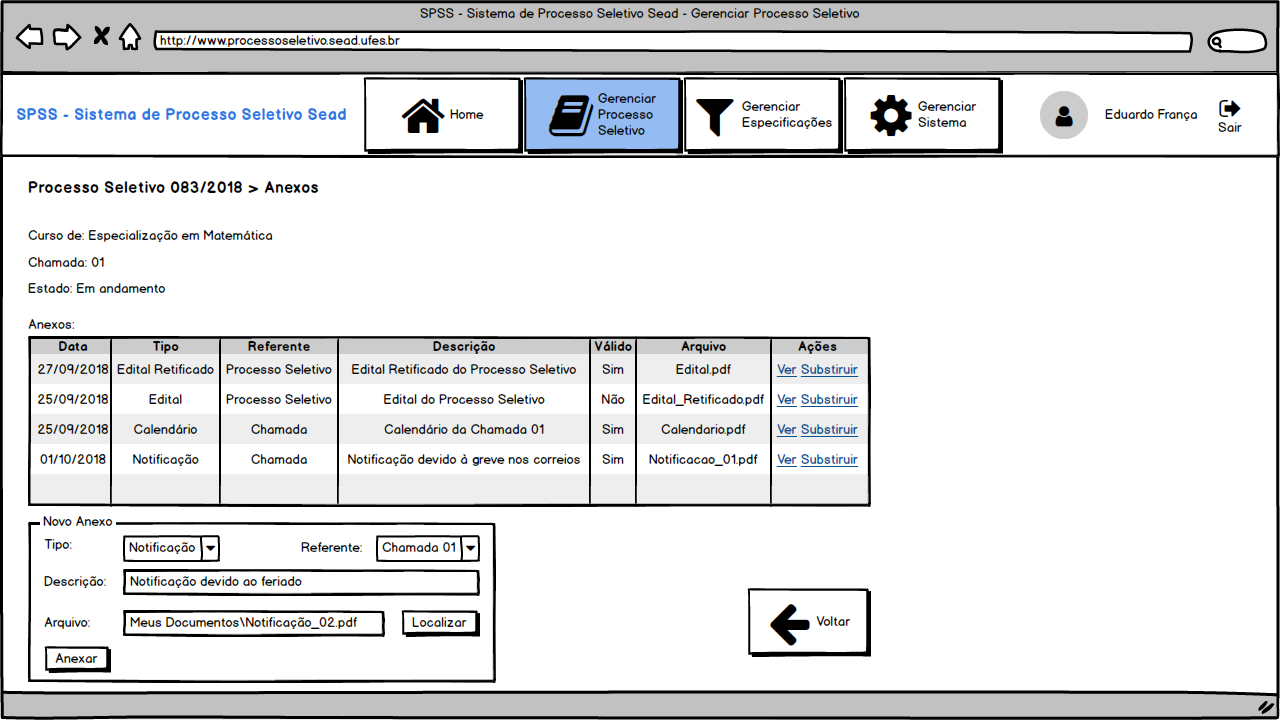 SPSS - Sistema de Processo Seletivo Sead - Gerenciar Processo Seletivo
http://www.processoseletivo.sead.ufes.br
SPSS - Sistema de Processo Seletivo Sead
Home
Gerenciar
Processo
Seletivo
Gerenciar
Especificações
Gerenciar
Sistema
Eduardo França
Sair
Processo Seletivo 083/2018 > Anexos
Curso de: Especialização em Matemática
Chamada: 01
Estado: Em andamento
Anexos:
Data Tipo Referente Descrição Válido Arquivo Ações
27/09/2018 Edital Retificado Processo Seletivo Edital Retificado do Processo Seletivo Sim Edital.pdf Ver Substiruir
25/09/2018 Edital Processo Seletivo Edital do Processo Seletivo Não Edital_Retificado.pdf Ver Substiruir
25/09/2018 Calendário Chamada Calendário da Chamada 01 Sim Calendario.pdf Ver Substiruir
01/10/2018 Notificação Chamada Notificação devido à greve nos correios Sim Notificacao_01.pdf Ver Substiruir
Novo Anexo
Tipo: Notificação Referente: Chamada 01
Descrição: Notificação devido ao feriado
Arquivo: Meus Documentos\Notificação_02.pdf Localizar
Anexar
Voltar